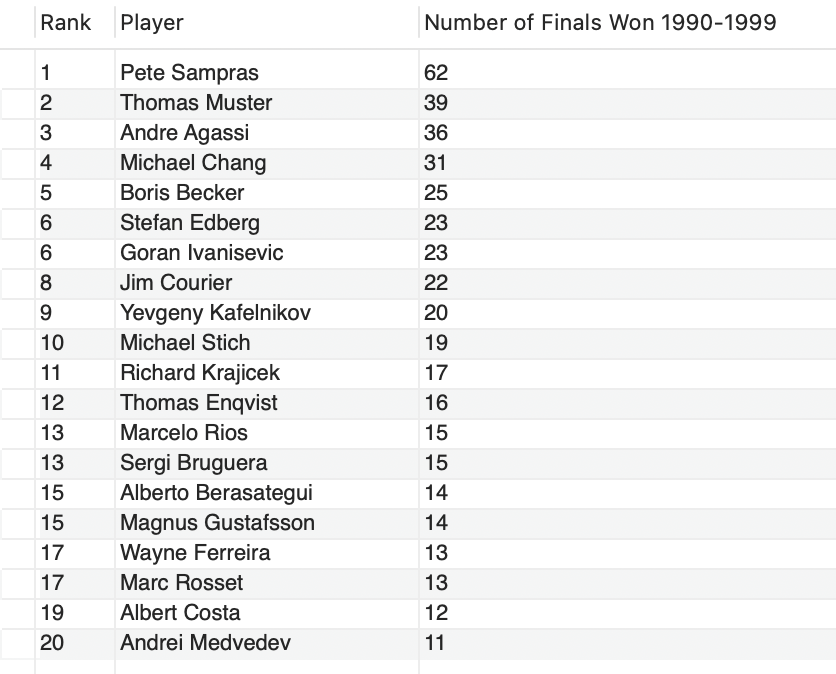 Rank Player Number of Finals Won 1990-1999
1 Pete Sampras 62
2 Thomas Muster 39
3 Andre Agassi 36
4 Michael Chang 31
5 Boris Becker 25
6 Stefan Edberg 23
6 Goran Ivanisevic 23
8 Jim Courier 22
9 Yevgeny Kafelnikov 20
10 Michael Stich 19
11 Richard Krajicek 17
12 Thomas Enqvist 16
13 Marcelo Rios 15
13 Sergi Bruguera 15
15 Alberto Berasategui 14
15 Magnus Gustafsson 14
17 Wayne Ferreira 13
17 Marc Rosset 13
19 Albert Costa 12
20 Andrei Medvedev 11